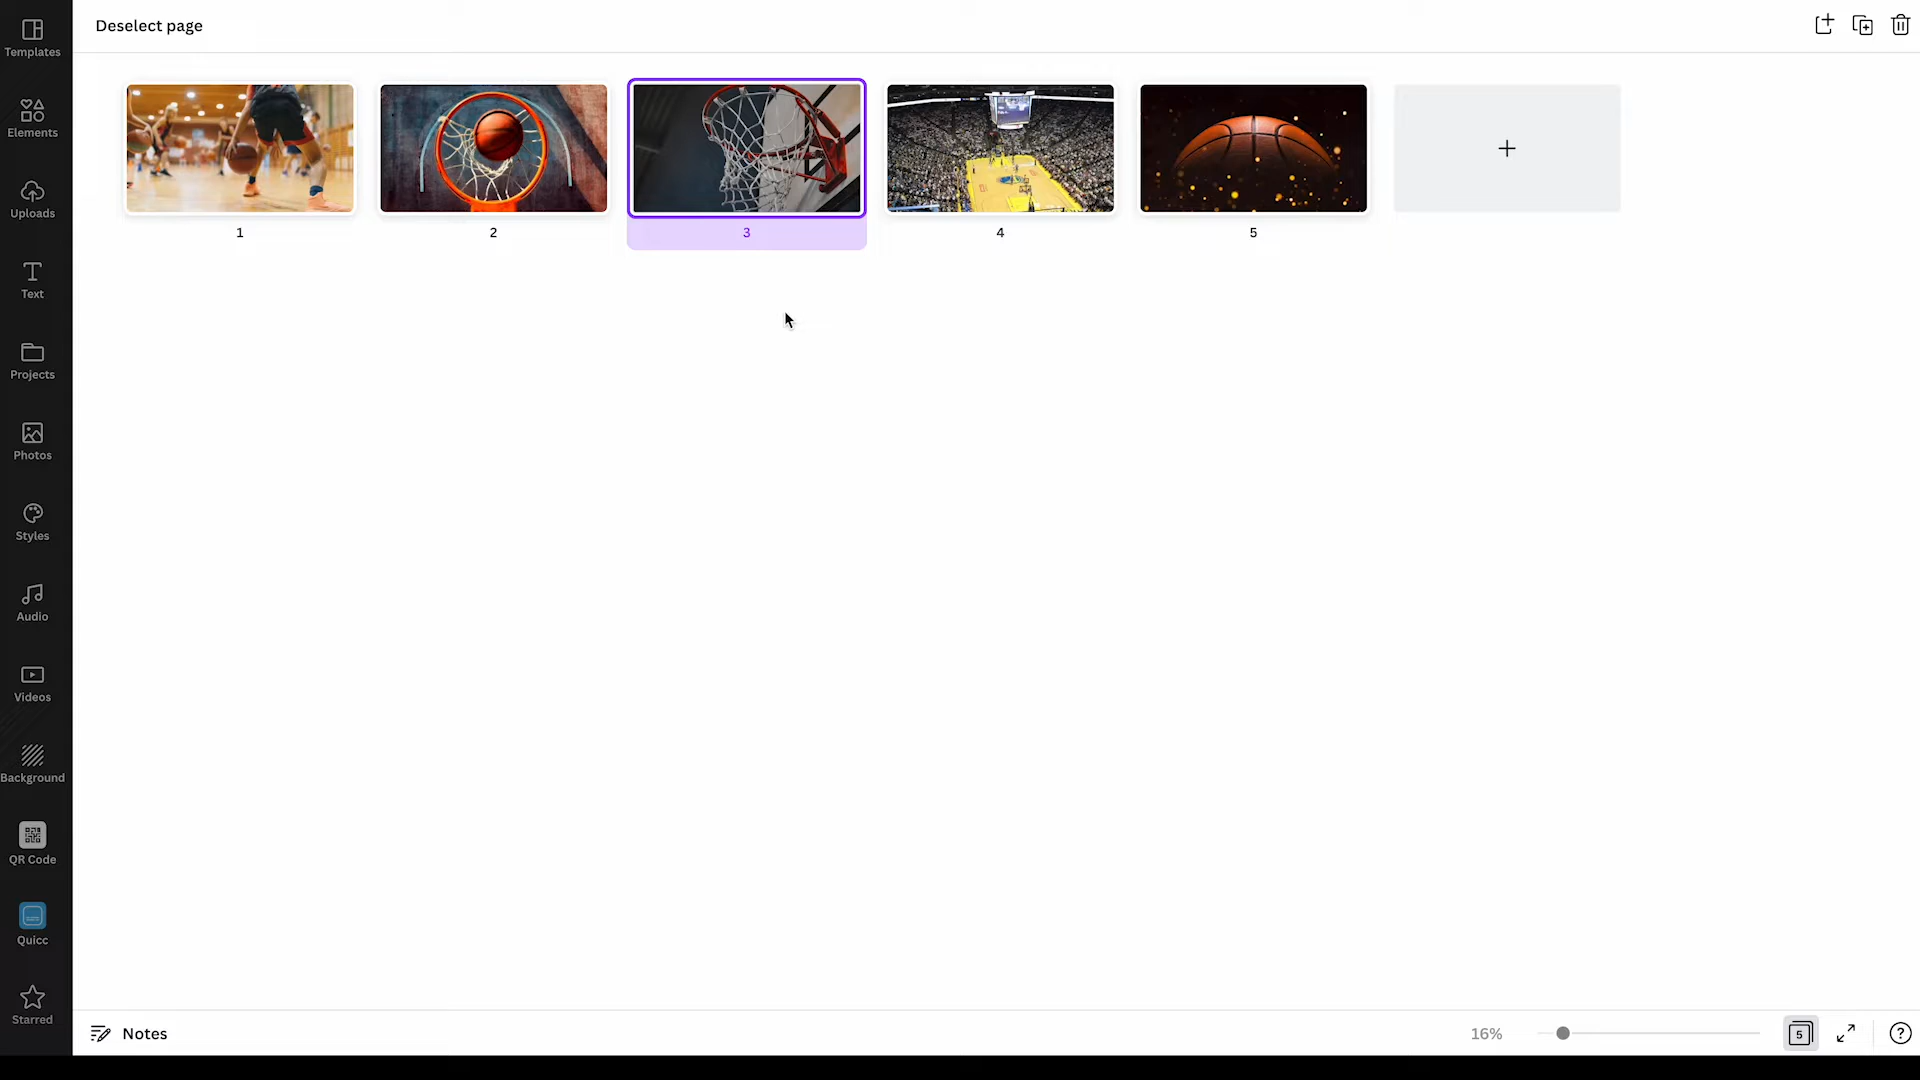 Deselect page
Templates
Elements
Uploads
Text
Projects
Photos
Styles
Audio
Videos
Background
QR Code
Quicc
Starred
1
2
3
4
5
Notes
16%
5
?